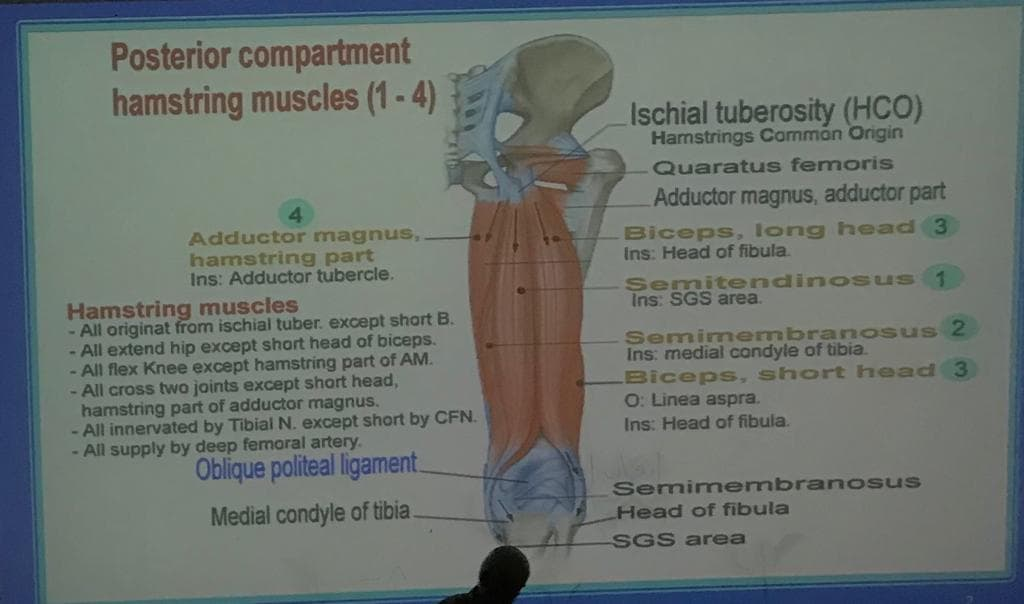 Posterior compartment
hamstring muscles (1 - 4)
Ischial tuberosity (HCO)
Hamstrings Common Origin
Quaratus femoris
Adductor magnus, adductor part
4
Adductor magnus,
hamstring part
Ins: Adductor tubercle.
Biceps, long head 3
Ins: Head of fibula.
Semitendinosus 1
Ins: SGS area.
Semimembranosus 2
Ins: medial condyle of tibia.
Biceps, short head 3
O: Linea aspra.
Ins: Head of fibula.
Hamstring muscles
- All originat from ischial tuber. except short B.
- All extend hip except short head of biceps.
- All flex Knee except hamstring part of AM.
- All cross two joints except short head,
hamstring part of adductor magnus.
- All innervated by Tibial N. except short by CFN.
- All supply by deep femoral artery.
Oblique politeal ligament
Medial condyle of tibia
Semimembranosus
Head of fibula
SGS area